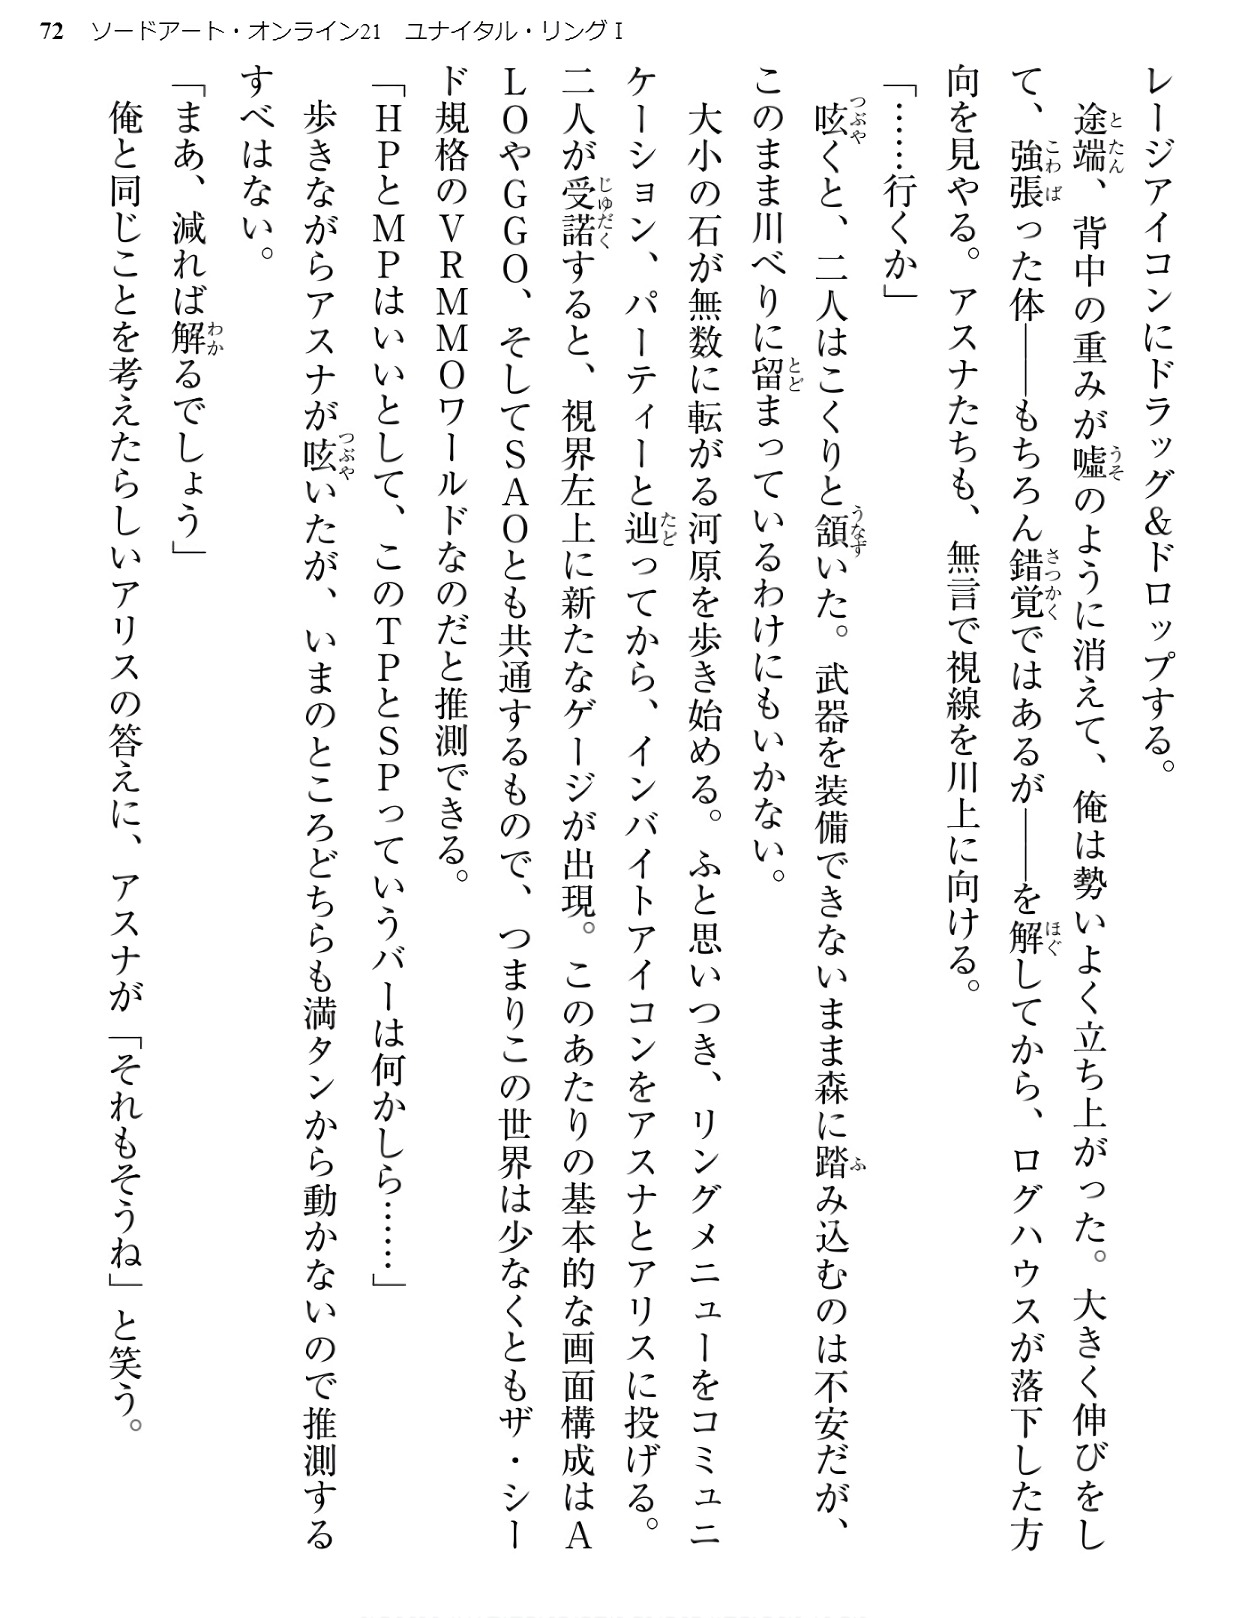 72 ソードアート・オンライン21 ユナイタル・リングⅠ
レージアイコンにドラッグ&ドロップする。
　途端、背中の重みが嘘のように消えて、俺は勢いよく立ち上がった。大きく伸びをし
て、強張った体――もちろん錯覚ではあるが――を解してから、ログハウスが落下した方
向を見やる。アスナたちも、無言で視線を川上に向ける。
「……行くか」
　呟くと、二人はこくりと頷いた。武器を装備できないまま森に踏み込むのは不安だが、
このまま川べりに留まっているわけにもいかない。
　大小の石が無数に転がる河原を歩き始める。ふと思いつき、リングメニューをコミュニ
ケーション、パーティーと辿ってから、インバイトアイコンをアスナとアリスに投げる。
二人が受諾すると、視界左上に新たなゲージが出現。このあたりの基本的な画面構成はA
LOやGGO、そしてSAOとも共通するもので、つまりこの世界は少なくともザ・シー
ド規格のVRMMOワールドなのだと推測できる。
「HPとMPはいいとして、このTPとSPっていうバーは何かしら……」
　歩きながらアスナが呟いたが、いまのところどちらも満タンから動かないので推測する
すべはない。
「まあ、減れば解るでしょう」
　俺と同じことを考えたらしいアリスの答えに、アスナが「それもそうね」と笑う。